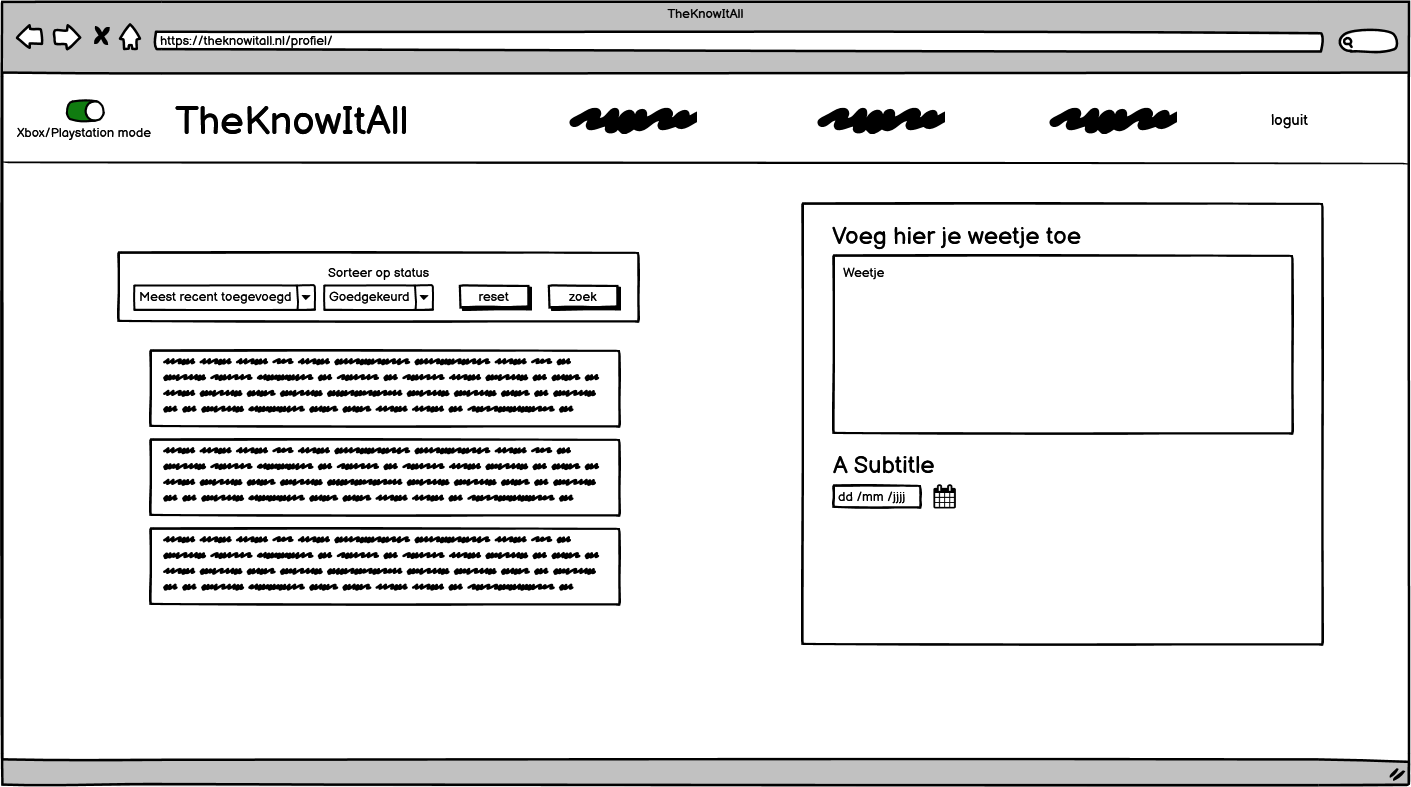 TheKnowItAll
https://theknowitall.nl/profiel/
Xbox/Playstation mode
TheKnowItAll
loguit
Sorteer op status
Meest recent toegevoegd
Goedgekeurd
reset
zoek
Voeg hier je weetje toe
Weetje
A Subtitle
dd /mm /jjjj